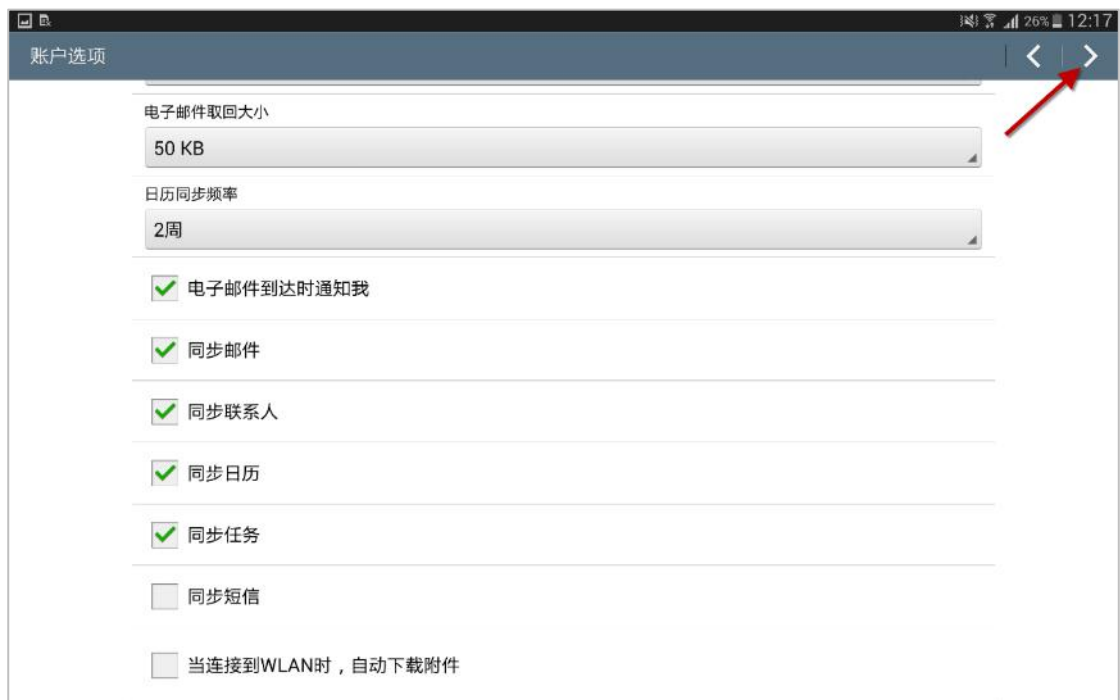 26% 12:17
账户选项
电子邮件取回大小
50 KB
日历同步频率
2周
电子邮件到达时通知我
同步邮件
同步联系人
同步日历
同步任务
同步短信
当连接到WLAN时，自动下载附件